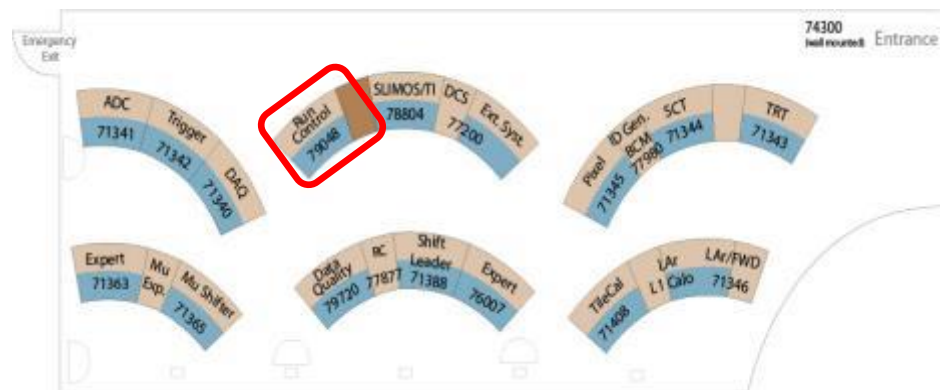 74300
(wall mounted)
Entrance
Emergency
Exit
ADC
71341
Trigger
71342
DAQ
71340
Run
Control
79048
SLIMOS/TI
78804
DCS
77200
Ext. Syst.
Pixel
71345
ID Gen.
BCM
77980
SCT
71344
TRT
71343
Expert
71363
Mu
Exp.
Mu Shifter
71365
Data
Quality
79720
RC
77877
Shift
Leader
71388
Expert
76007
TileCal
71408
LAr
L1 Calo
LAr/FWD
71346